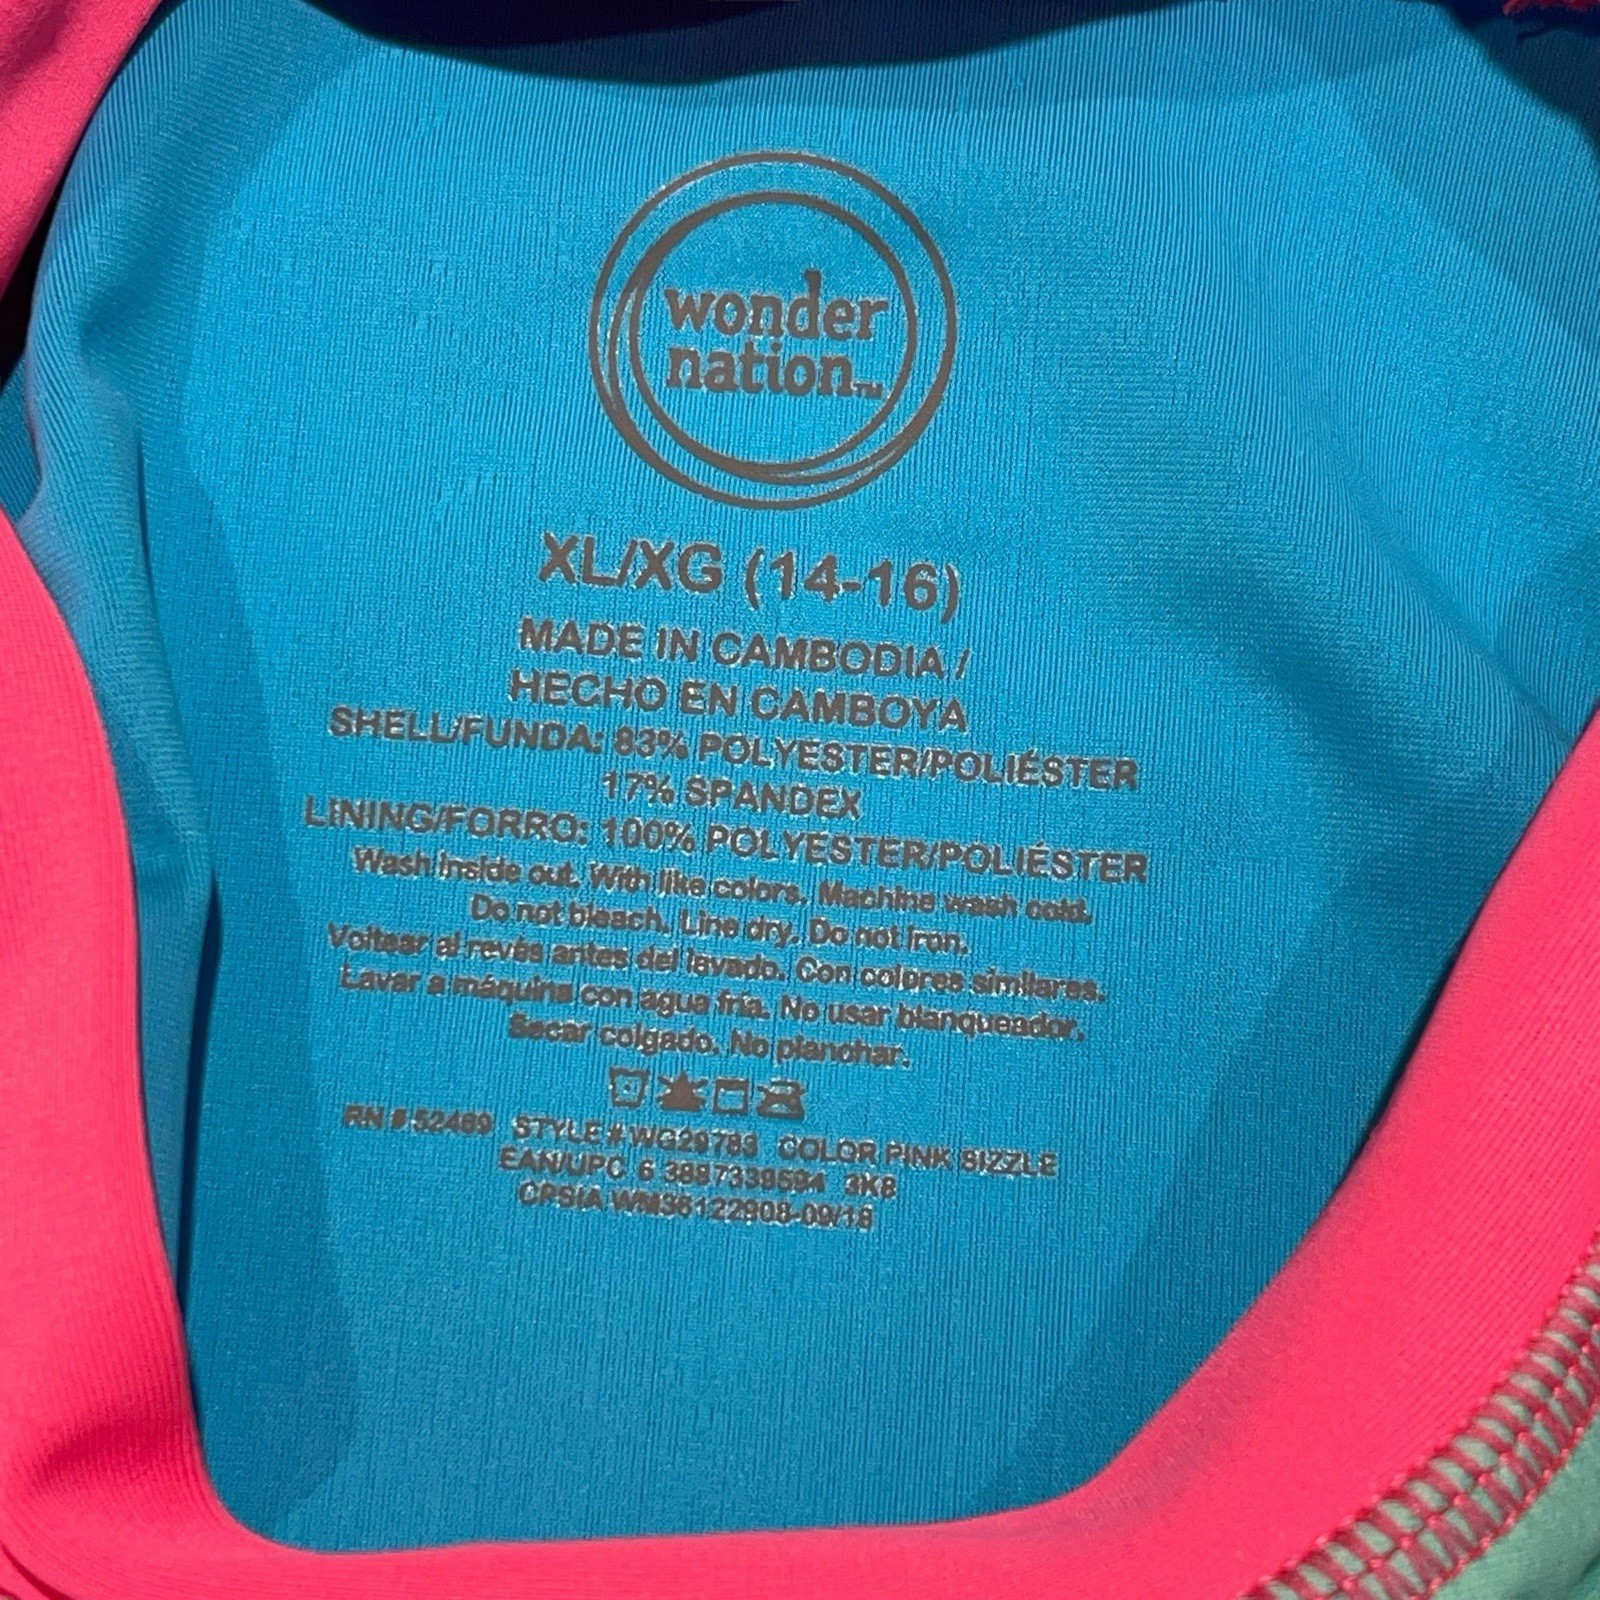 wonder
nation™
XL/XG (14-16)
MADE IN CAMBODIA /
HECHO EN CAMBOYA
SHELL/FUNDA: 83% POLYESTER/POLIÉSTER
17% SPANDEX
LINING/FORRO: 100% POLYESTER/POLIÉSTER
Wash inside out. With like colors. Machine wash cold.
Do not bleach. Line dry. Do not iron.
Voltear al revés antes del lavado. Con colores similares.
Lavar a máquina con agua fría. No usar blanqueador.
Secar colgado. No planchar.
RN # 52469 STYLE # WG29783 COLOR PINK SIZZLE
EAN/UPC 6 3887339594 3K8
CPSIA WM36122908-09/18